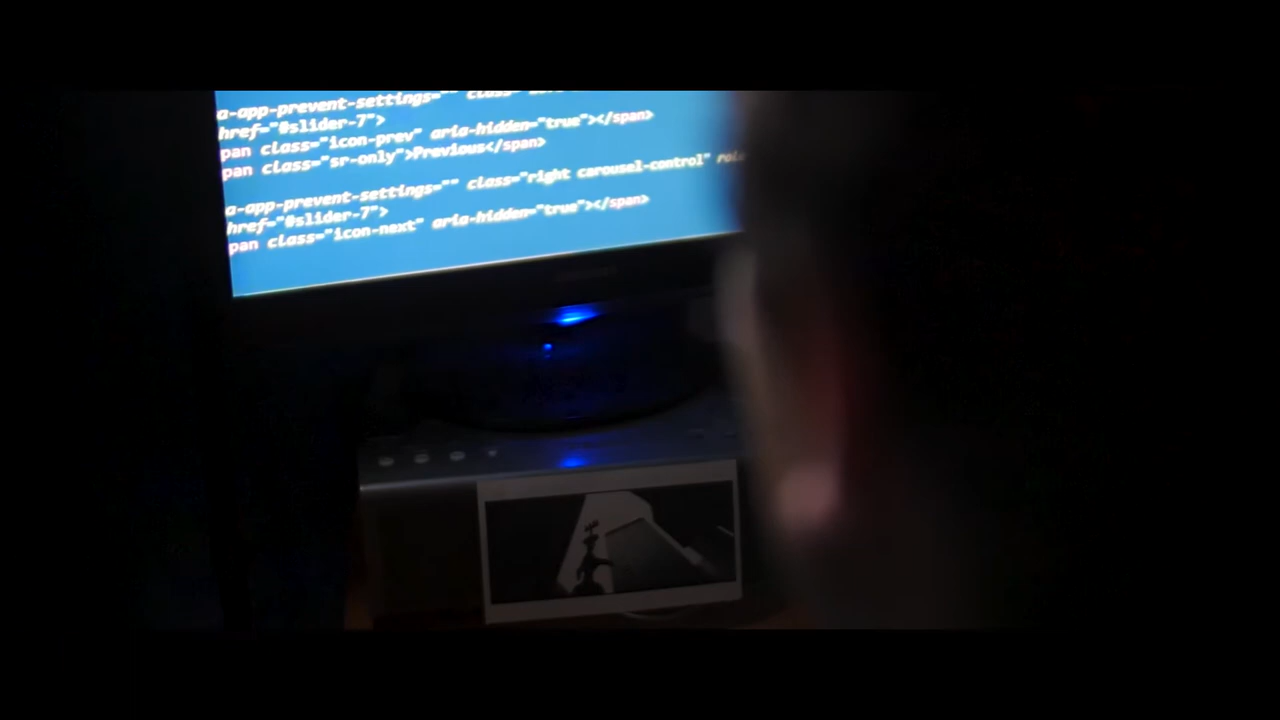 a-app-prevent-settings="" class="
href="#slider-7">
pan class="icon-prev" aria-hidden="true"></span>
pan class="sr-only">Previous</span>
a-app-prevent-settings="" class="right carousel-control" role
href="#slider-7">
pan class="icon-next" aria-hidden="true"></span>